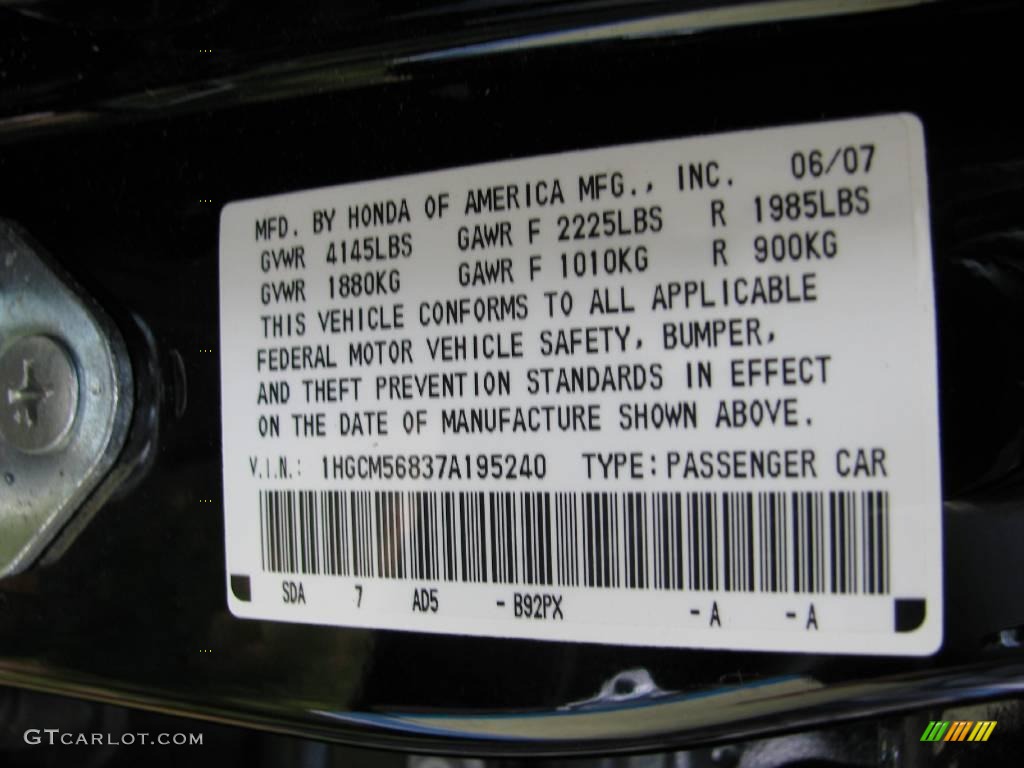 MFD. BY HONDA OF AMERICA MFG., INC. 06/07
GVWR 4145LBS GAWR F 2225LBS R 1985LBS
GVWR 1880KG GAWR F 1010KG R 900KG
THIS VEHICLE CONFORMS TO ALL APPLICABLE
FEDERAL MOTOR VEHICLE SAFETY, BUMPER,
AND THEFT PREVENTION STANDARDS IN EFFECT
ON THE DATE OF MANUFACTURE SHOWN ABOVE.
V.I.N.: 1HGCM56837A195240 TYPE: PASSENGER CAR
SDA 7 AD5 - B92PX - A - A
GTCARLOT.COM